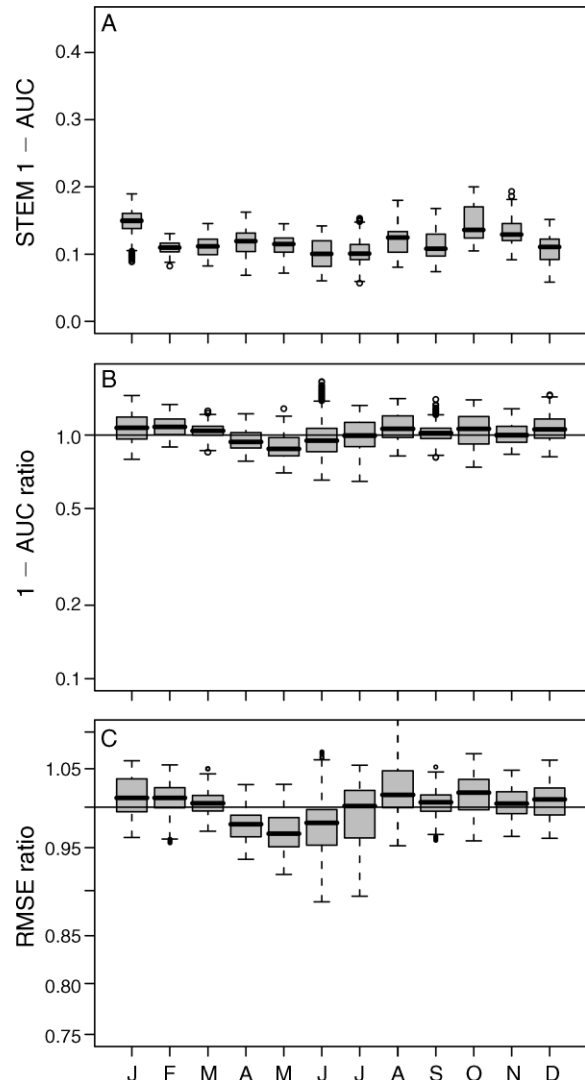 A
STEM 1 − AUC
0.4
0.3
0.2
0.1
0.0
B
1 − AUC ratio
1.0
0.5
0.2
0.1
C
RMSE ratio
1.05
0.95
0.85
0.80
0.75
J F M A M J J A S O N D